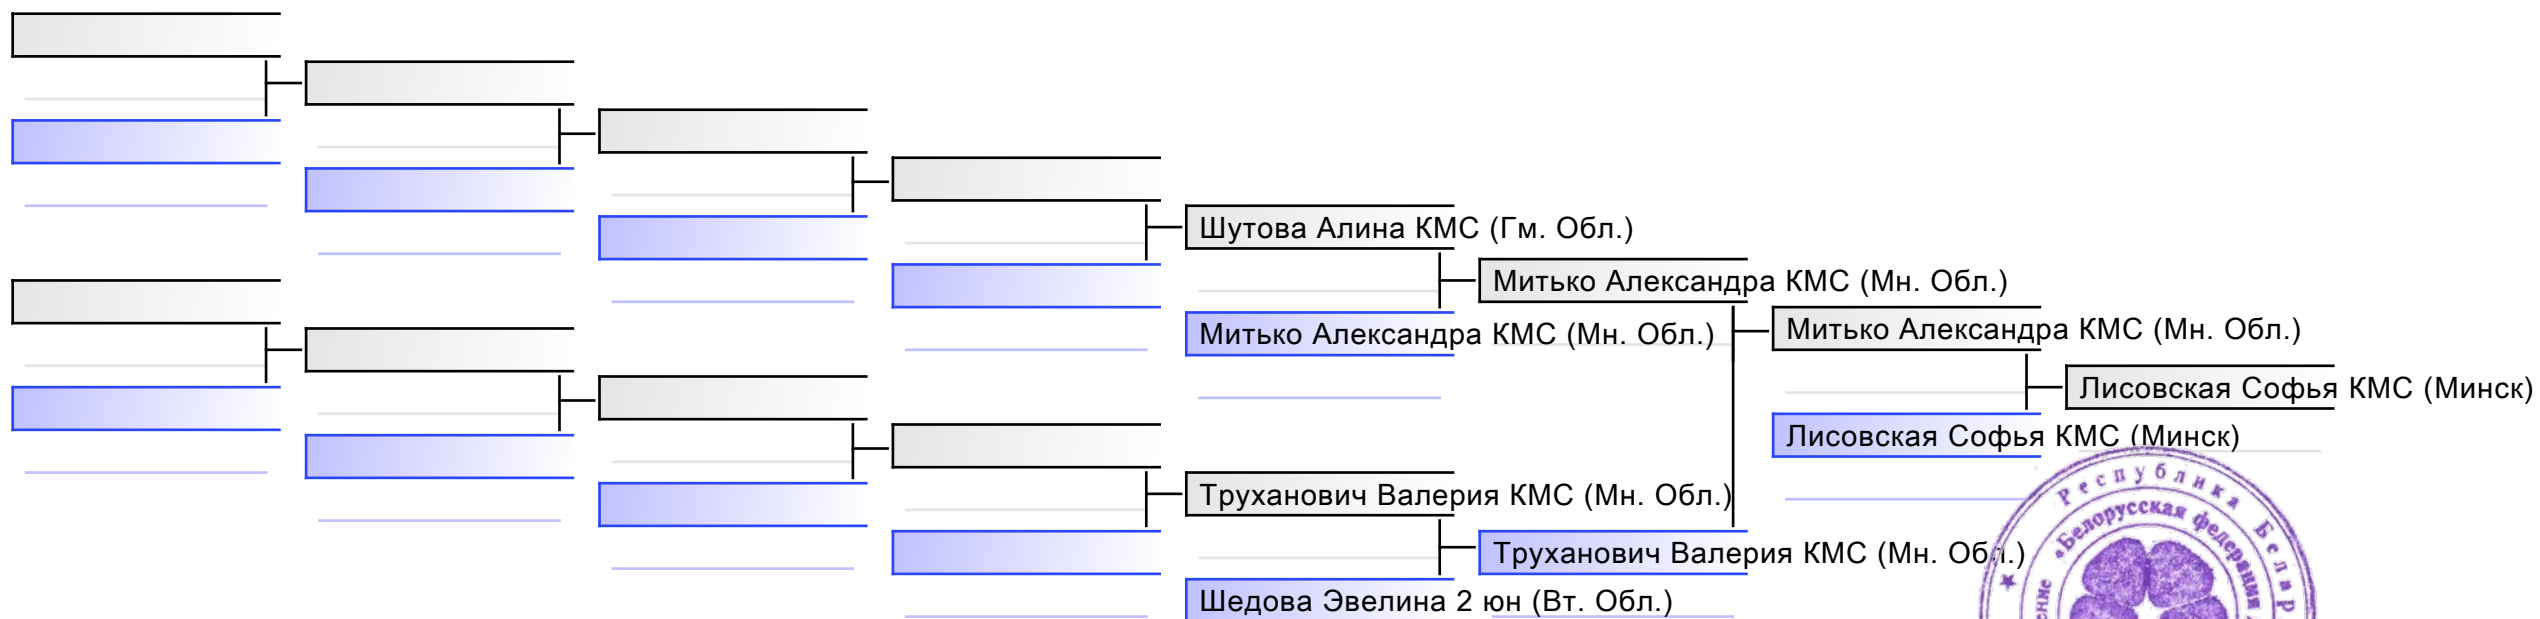 Шутова Алина КМС (Гм. Обл.)
Митько Александра КМС (Мн. Обл.)
Митько Александра КМС (Мн. Обл.)
Митько Александра КМС (Мн. Обл.)
Лисовская Софья КМС (Минск)
Лисовская Софья КМС (Минск)
Труханович Валерия КМС (Мн. Обл.)
Труханович Валерия КМС (Мн. Обл.)
Шедова Эвелина 2 юн (Вт. Обл.)
Республика Белар
«Белорусская федерация